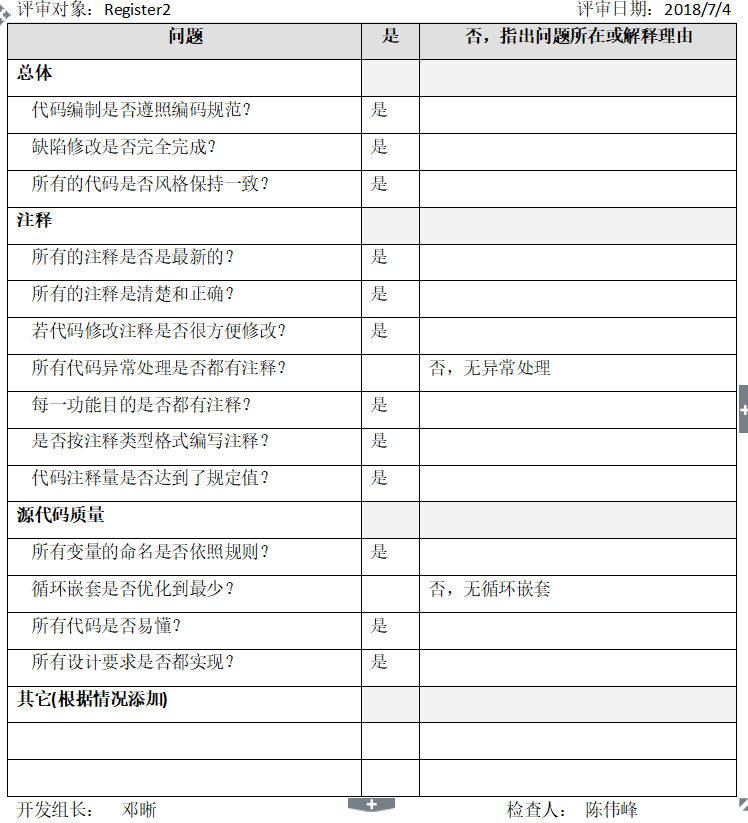 评审对象：Register2 评审日期：2018/7/4
问题 是 否，指出问题所在或解释理由
总体
代码编制是否遵照编码规范？ 是
缺陷修改是否完全完成？ 是
所有的代码是否风格保持一致？ 是
注释
所有的注释是否是最新的？ 是
所有的注释是清楚和正确？ 是
若代码修改注释是否很方便修改？ 是
所有代码异常处理是否都有注释？ 否，无异常处理
每一功能目的是否都有注释？ 是
是否按注释类型格式编写注释？ 是
代码注释量是否达到了规定值？ 是
源代码质量
所有变量的命名是否依照规则？ 是
循环嵌套是否优化到最少？ 否，无循环嵌套
所有代码是否易懂？ 是
所有设计要求是否都实现？ 是
其它(根据情况添加)
开发组长： 邓晰 检查人： 陈伟峰